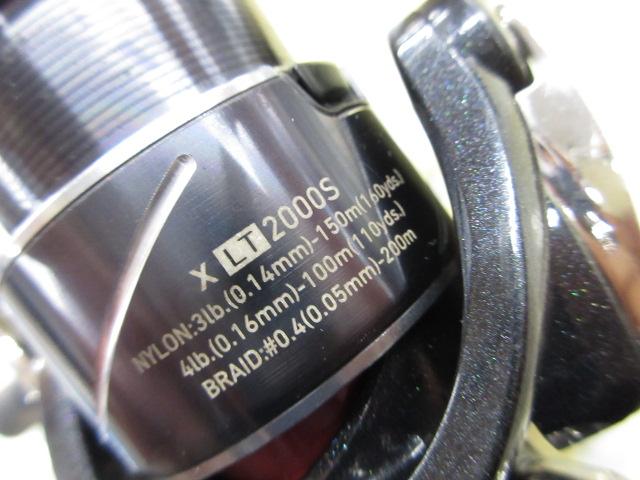 X LT 2000S
NYLON:3lb.(0.14mm)-150m(160yds.)
4lb.(0.16mm)-100m(110yds.)
BRAID:#0.4(0.05mm)-200m